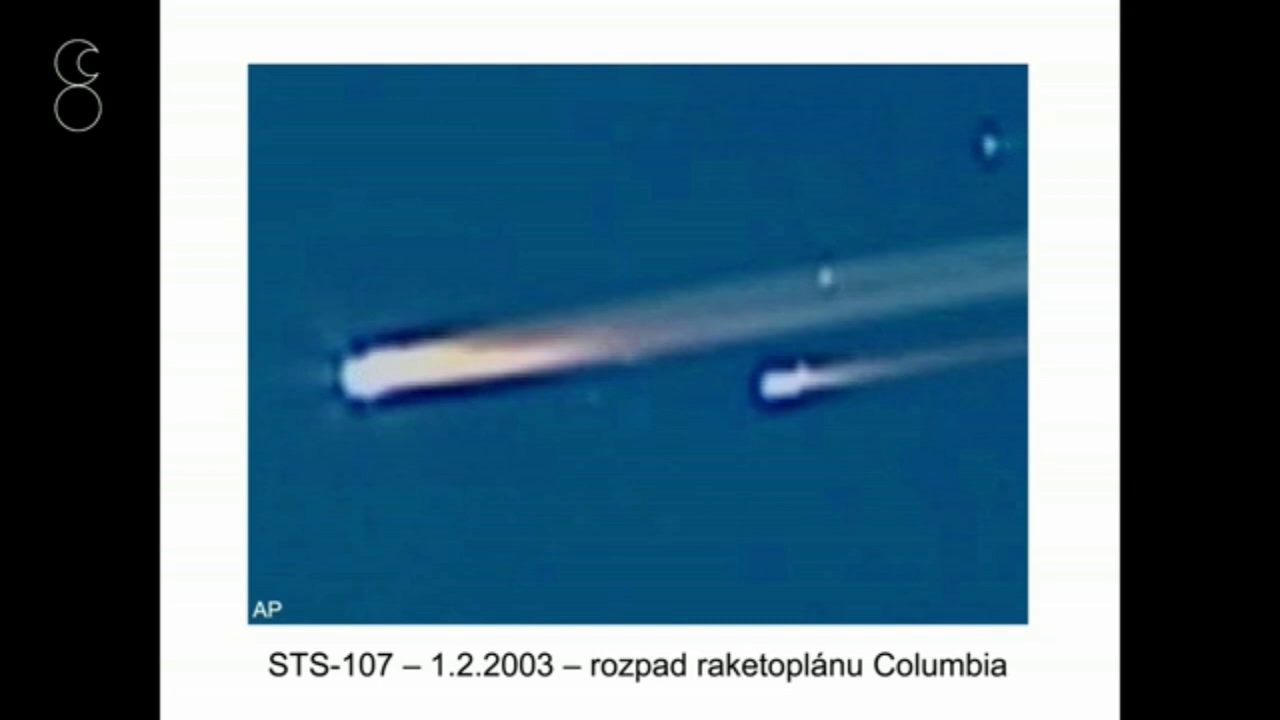 AP
STS-107 – 1.2.2003 – rozpad raketoplánu Columbia